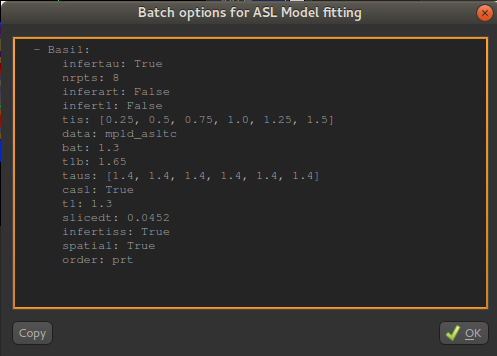 Batch options for ASL Model fitting
- Basil:
infertau: True
nrpts: 8
inferart: False
infert1: False
tis: [0.25, 0.5, 0.75, 1.0, 1.25, 1.5]
data: mpld_asltc
bat: 1.3
t1b: 1.65
taus: [1.4, 1.4, 1.4, 1.4, 1.4, 1.4]
casl: True
t1: 1.3
slicedt: 0.0452
infertiss: True
spatial: True
order: prt
Copy
OK